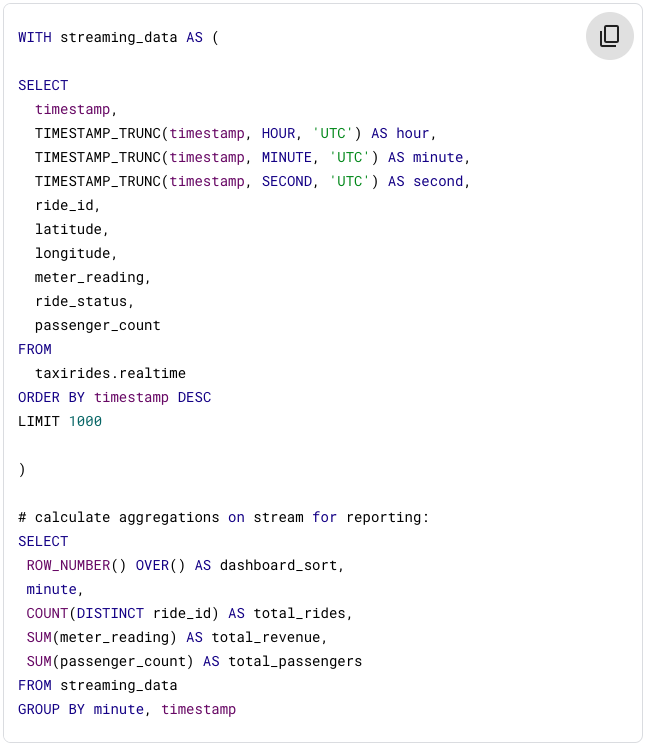 WITH streaming_data AS (
SELECT
timestamp,
TIMESTAMP_TRUNC(timestamp, HOUR, 'UTC') AS hour,
TIMESTAMP_TRUNC(timestamp, MINUTE, 'UTC') AS minute,
TIMESTAMP_TRUNC(timestamp, SECOND, 'UTC') AS second,
ride_id,
latitude,
longitude,
meter_reading,
ride_status,
passenger_count
FROM
taxirides.realtime
ORDER BY timestamp DESC
LIMIT 1000
)
# calculate aggregations on stream for reporting:
SELECT
ROW_NUMBER() OVER() AS dashboard_sort,
minute,
COUNT(DISTINCT ride_id) AS total_rides,
SUM(meter_reading) AS total_revenue,
SUM(passenger_count) AS total_passengers
FROM streaming_data
GROUP BY minute, timestamp